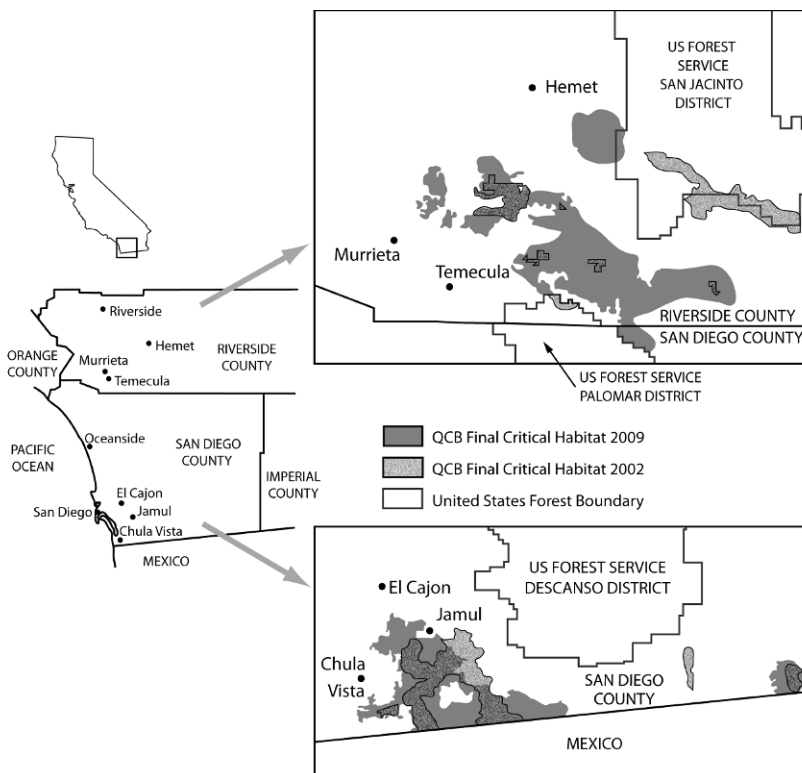 US FOREST
SERVICE
SAN JACINTO
DISTRICT
Hemet
Murrieta
Temecula
RIVERSIDE COUNTY
SAN DIEGO COUNTY
US FOREST SERVICE
PALOMAR DISTRICT
Riverside
Hemet
ORANGE
COUNTY
Murrieta
Temecula
RIVERSIDE
COUNTY
Oceanside
PACIFIC
OCEAN
SAN DIEGO
COUNTY
IMPERIAL
COUNTY
El Cajon
San Diego
Jamul
Chula Vista
MEXICO
QCB Final Critical Habitat 2009
QCB Final Critical Habitat 2002
United States Forest Boundary
US FOREST SERVICE
DESCANSO DISTRICT
El Cajon
Jamul
Chula
Vista
SAN DIEGO
COUNTY
MEXICO